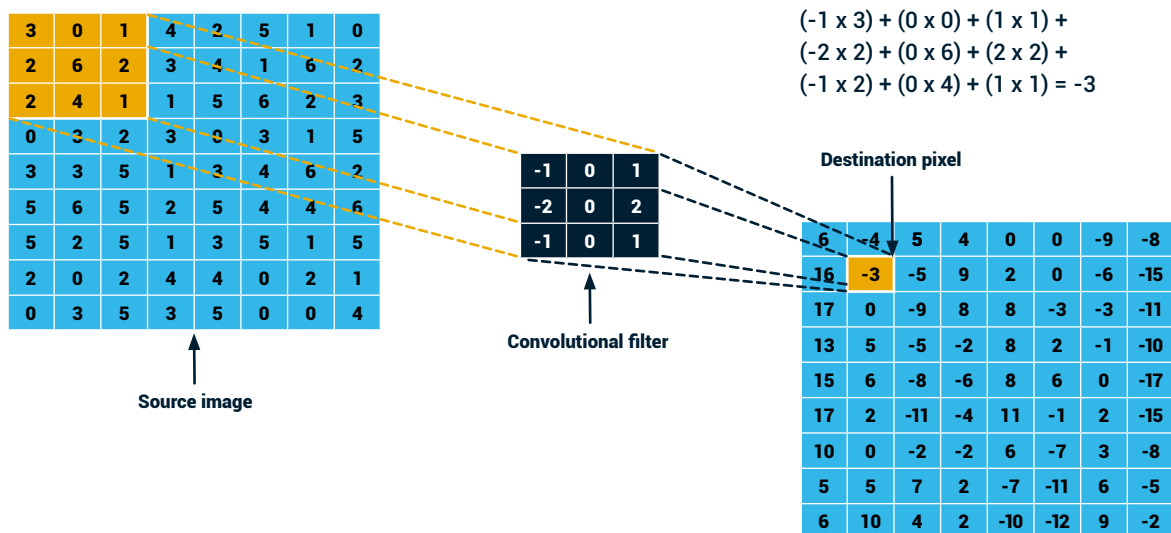 (-1 x 3) + (0 x 0) + (1 x 1) +
(-2 x 2) + (0 x 6) + (2 x 2) +
(-1 x 2) + (0 x 4) + (1 x 1) = -3
3 0 1 4 2 5 1 0
2 6 2 3 4 1 6 2
2 4 1 1 5 6 2 3
0 3 2 3 0 3 1 5
3 3 5 1 3 4 6 2
5 6 5 2 5 4 4 6
5 2 5 1 3 5 1 5
2 0 2 4 4 0 2 1
0 3 5 3 5 0 0 4
Source image
-1 0 1
-2 0 2
-1 0 1
Convolutional filter
Destination pixel
6 -4 5 4 0 0 -9 -8
16 -3 -5 9 2 0 -6 -15
17 0 -9 8 8 -3 -3 -11
13 5 -5 -2 8 2 -1 -10
15 6 -8 -6 8 6 0 -17
17 2 -11 -4 11 -1 2 -15
10 0 -2 -2 6 -7 3 -8
5 5 7 2 -7 -11 6 -5
6 10 4 2 -10 -12 9 -2